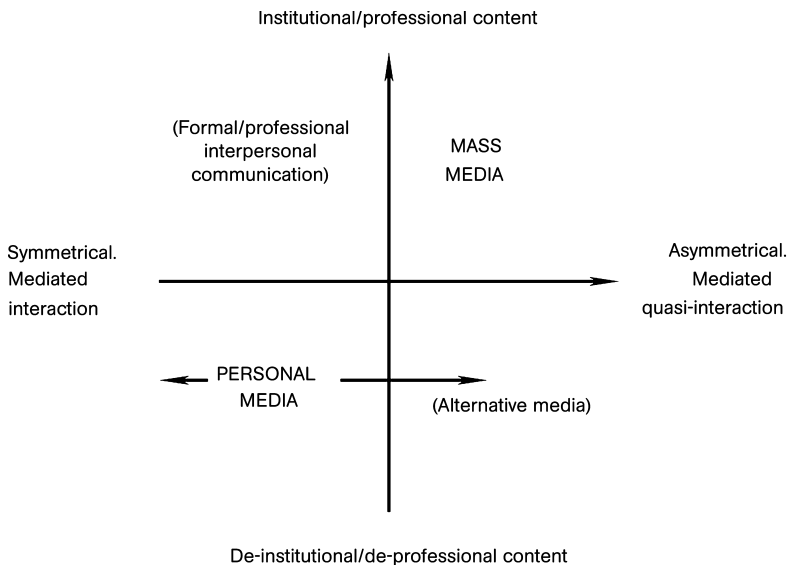 Institutional/professional content
(Formal/professional
interpersonal
communication)
MASS
MEDIA
Symmetrical.
Mediated
interaction
Asymmetrical.
Mediated
quasi-interaction
PERSONAL
MEDIA
(Alternative media)
De-institutional/de-professional content